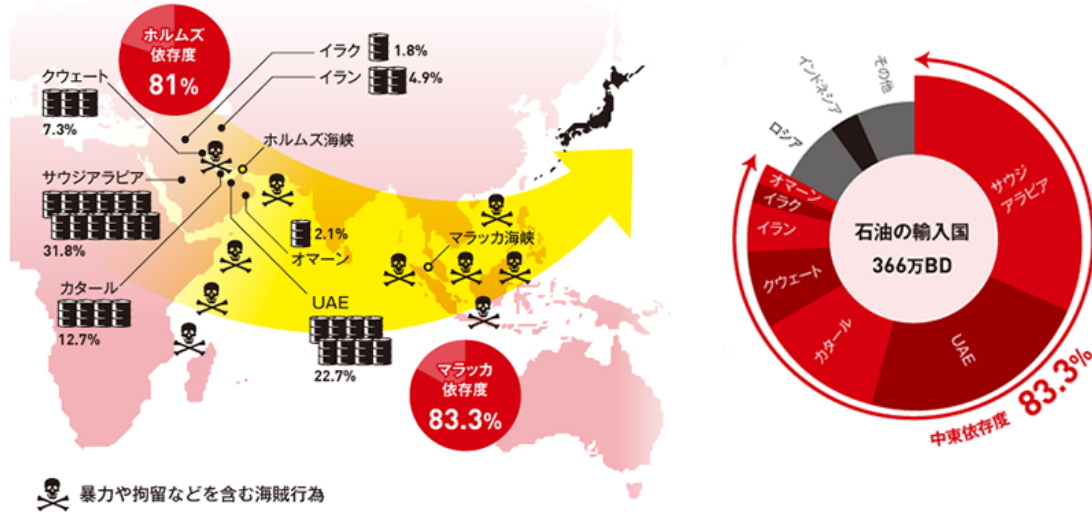 ホルムズ
依存度
81%
イラク
1.8%
イラン
4.9%
クウェート
7.3%
ホルムズ海峡
サウジアラビア
31.8%
2.1%
オマーン
マラッカ海峡
カタール
12.7%
UAE
22.7%
マラッカ
依存度
83.3%
暴力や拘留などを含む海賊行為
その他
インドネシア
ロシア
オマーン
イラク
イラン
クウェート
カタール
UAE
サウジ
アラビア
石油の輸入国
366万BD
中東依存度 83.3%